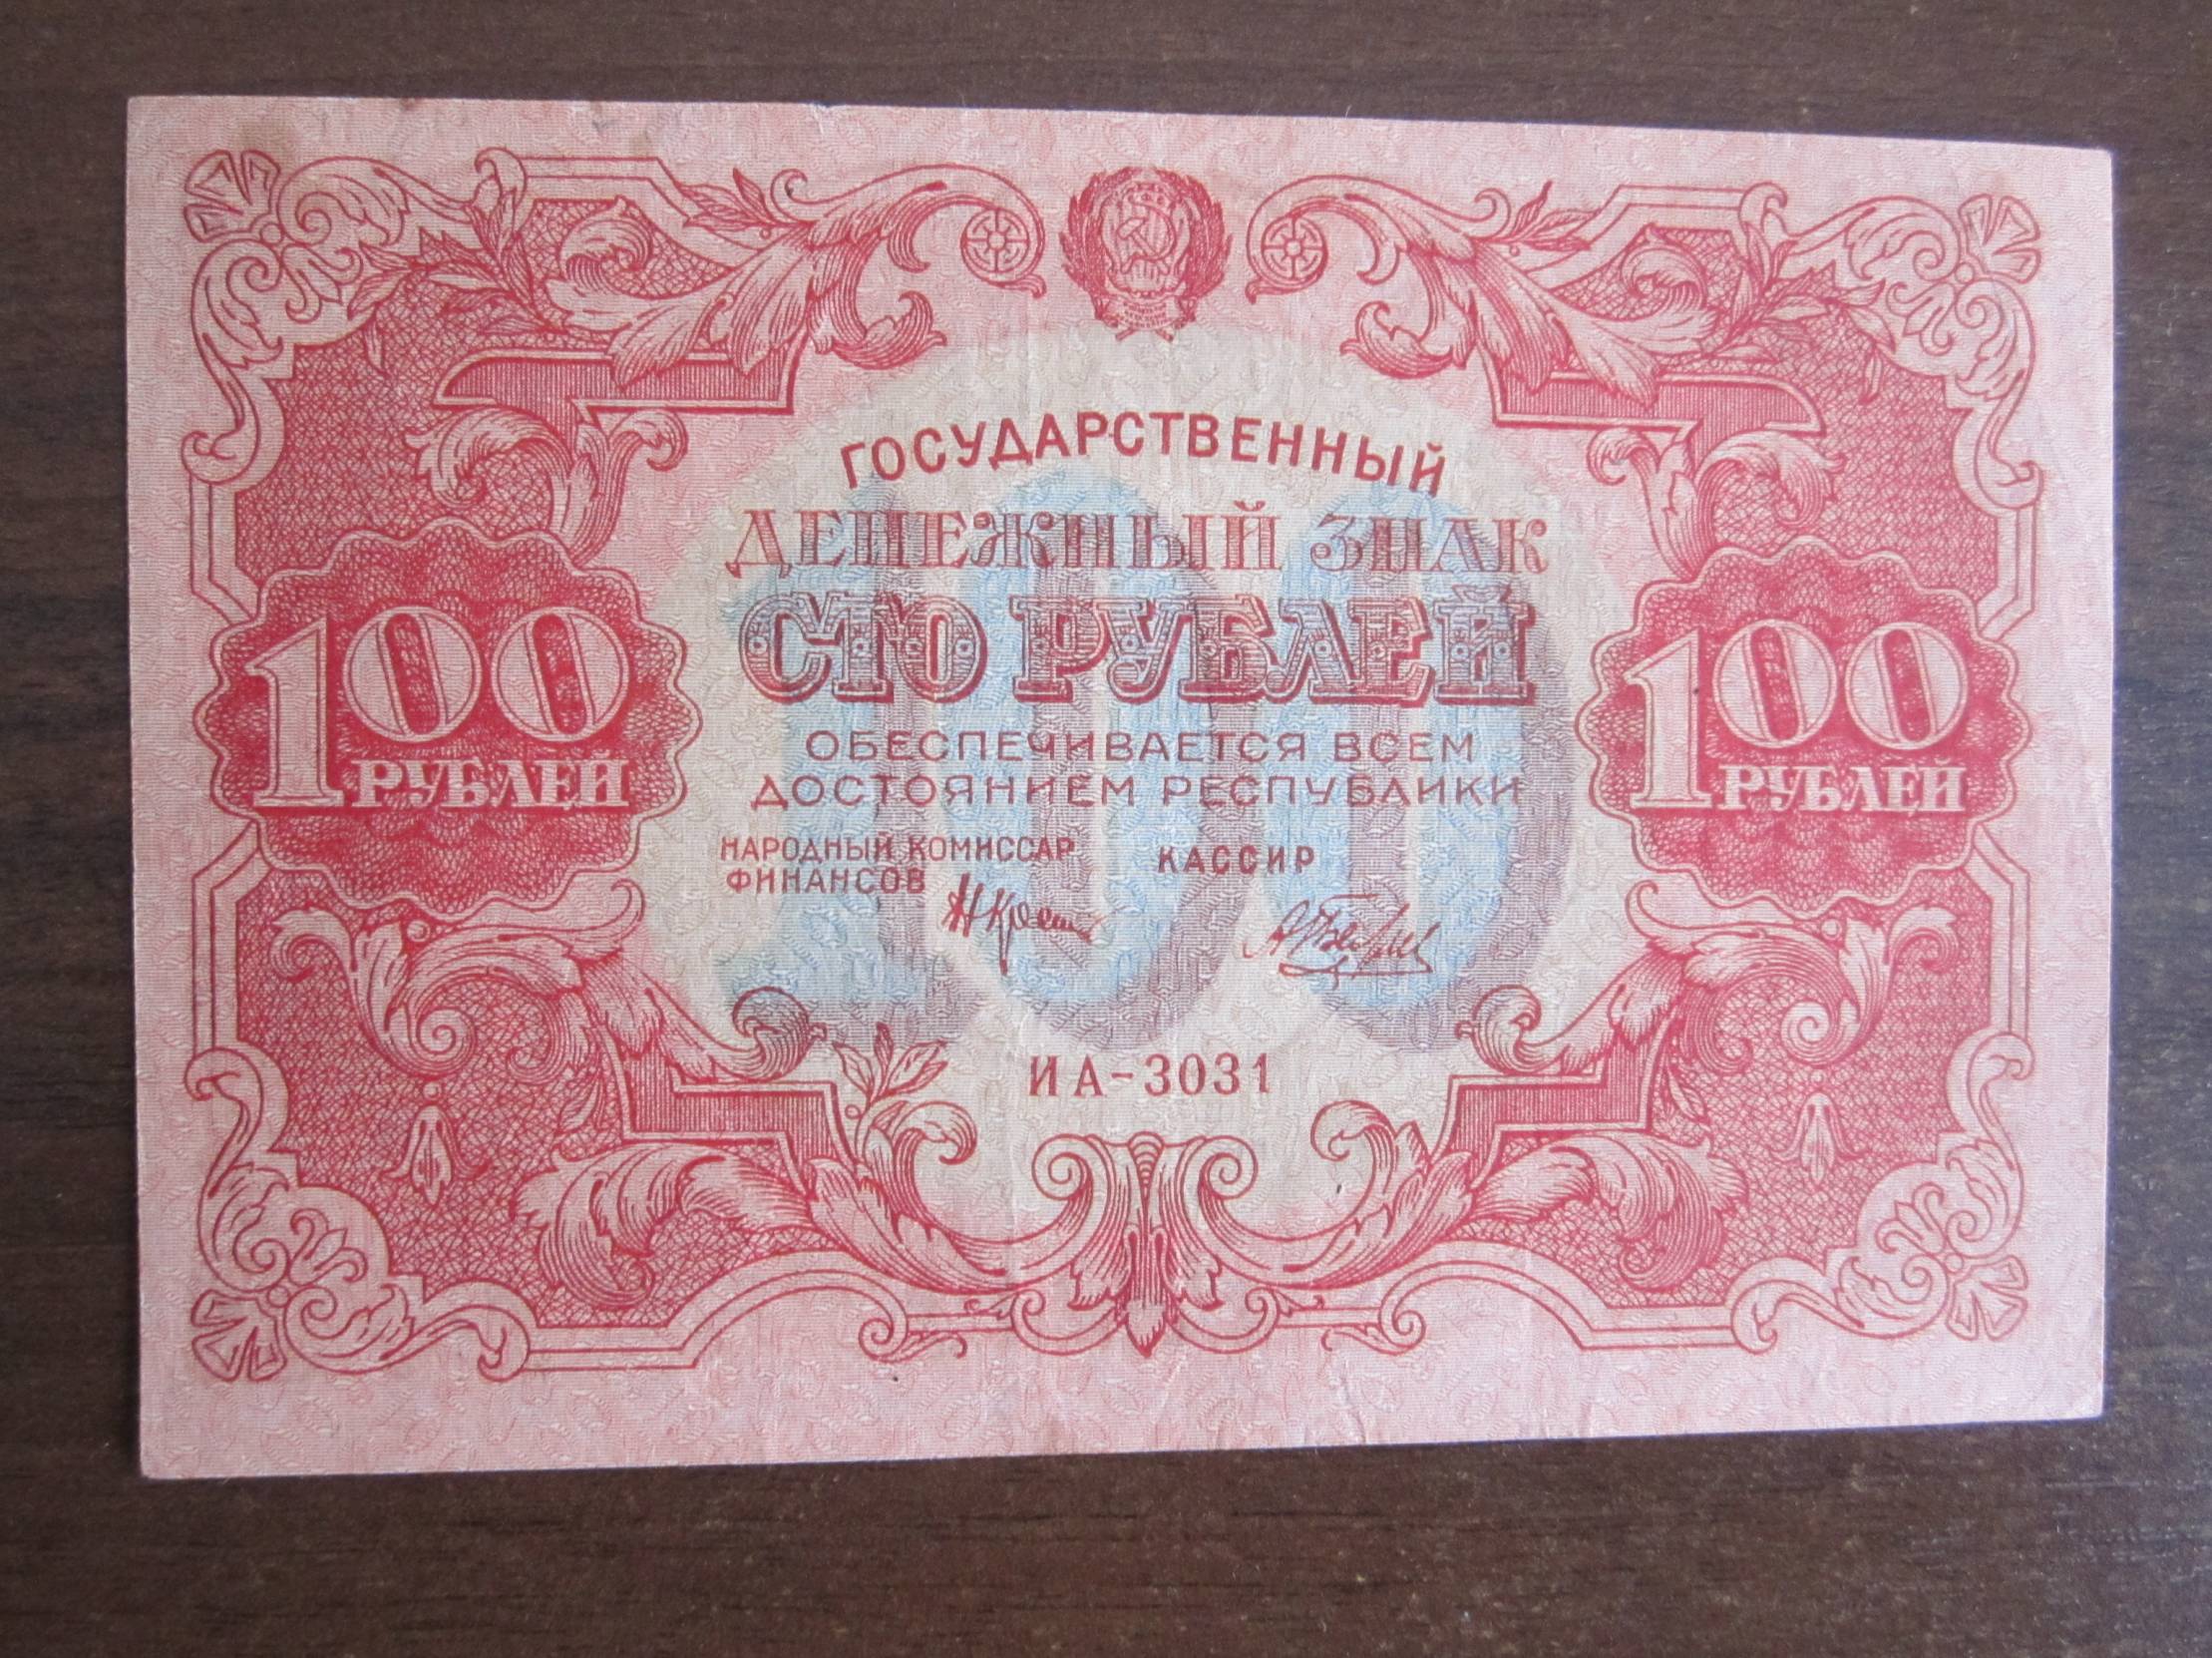 ГОСУДАРСТВЕННЫЙ
ДЕНЕЖНЫЙ ЗНАК
СТО РУБЛЕЙ
100
100 РУБЛЕЙ
100 РУБЛЕЙ
ОБЕСПЕЧИВАЕТСЯ ВСЕМ
ДОСТОЯНИЕМ РЕСПУБЛИКИ
НАРОДНЫЙ КОМИССАР
ФИНАНСОВ
КАССИР
ИА-3031